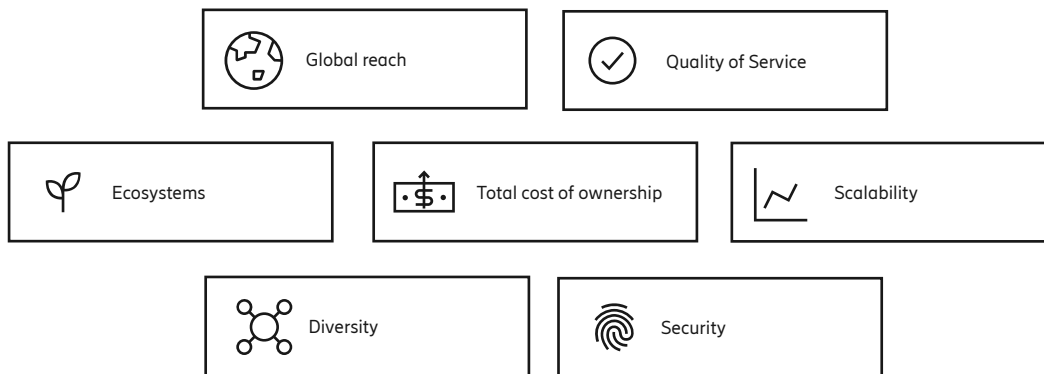 Global reach
Quality of Service
Ecosystems
Total cost of ownership
Scalability
Diversity
Security